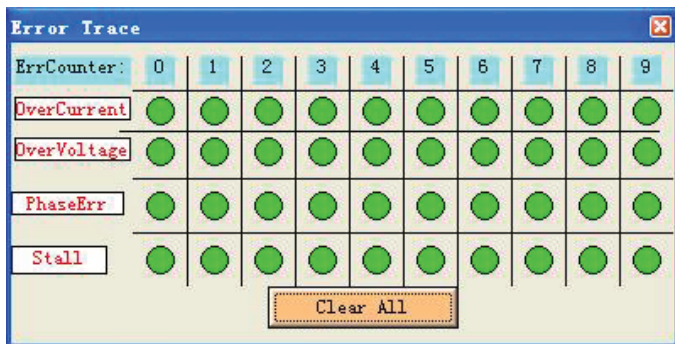 Error Trace
ErrCounter: 0 1 2 3 4 5 6 7 8 9
OverCurrent
OverVoltage
PhaseErr
Stall
Clear All